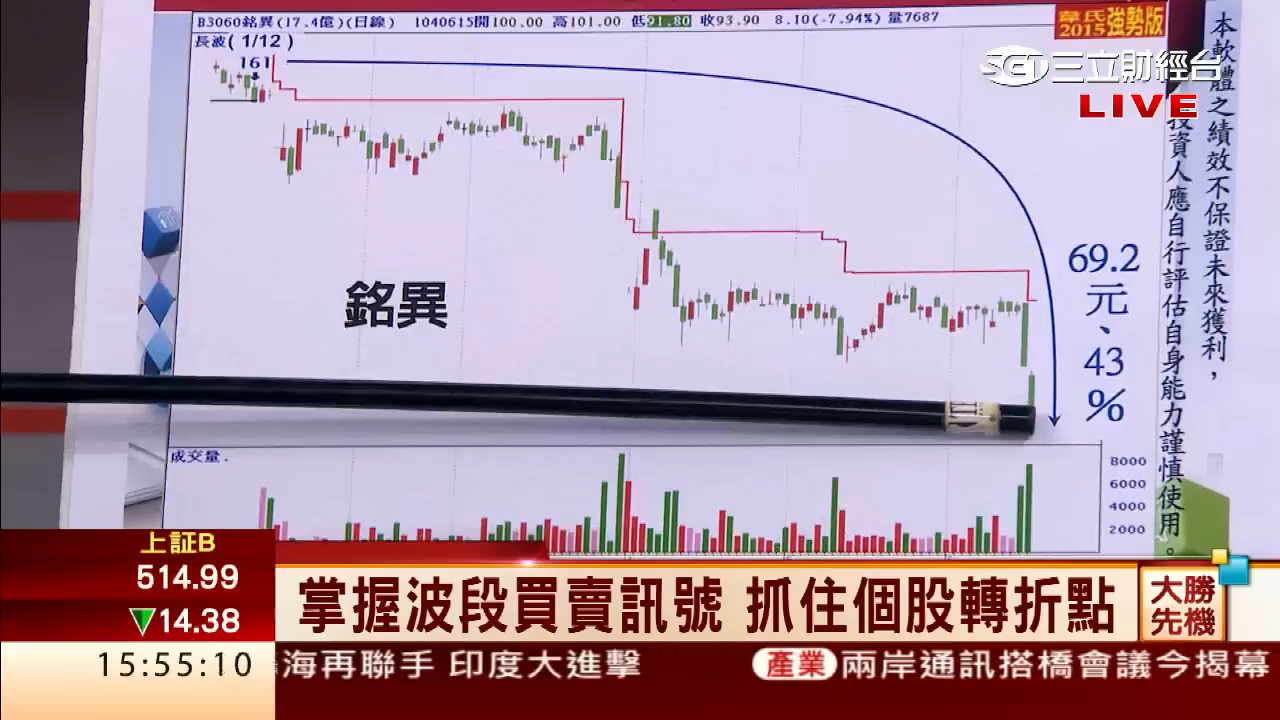 B3060銘異(17.4億)(日線) 1040615開100.00 高101.00 低91.80 收93.90 8.10(-7.94%) 量7687
長波(1/12)
161
韋氏
2015強勢版
三立財經台
LIVE
本軟體之績效不保證未來獲利，
投資人應自行評估自身能力謹慎使用。
銘異
69.2
元、
43
%
成交量.
8000
6000
4000
2000
上証B
514.99
▼14.38
掌握波段買賣訊號 抓住個股轉折點
大勝
先機
15:55:10
海再聯手 印度大進擊
產業 兩岸通訊搭橋會議今揭幕